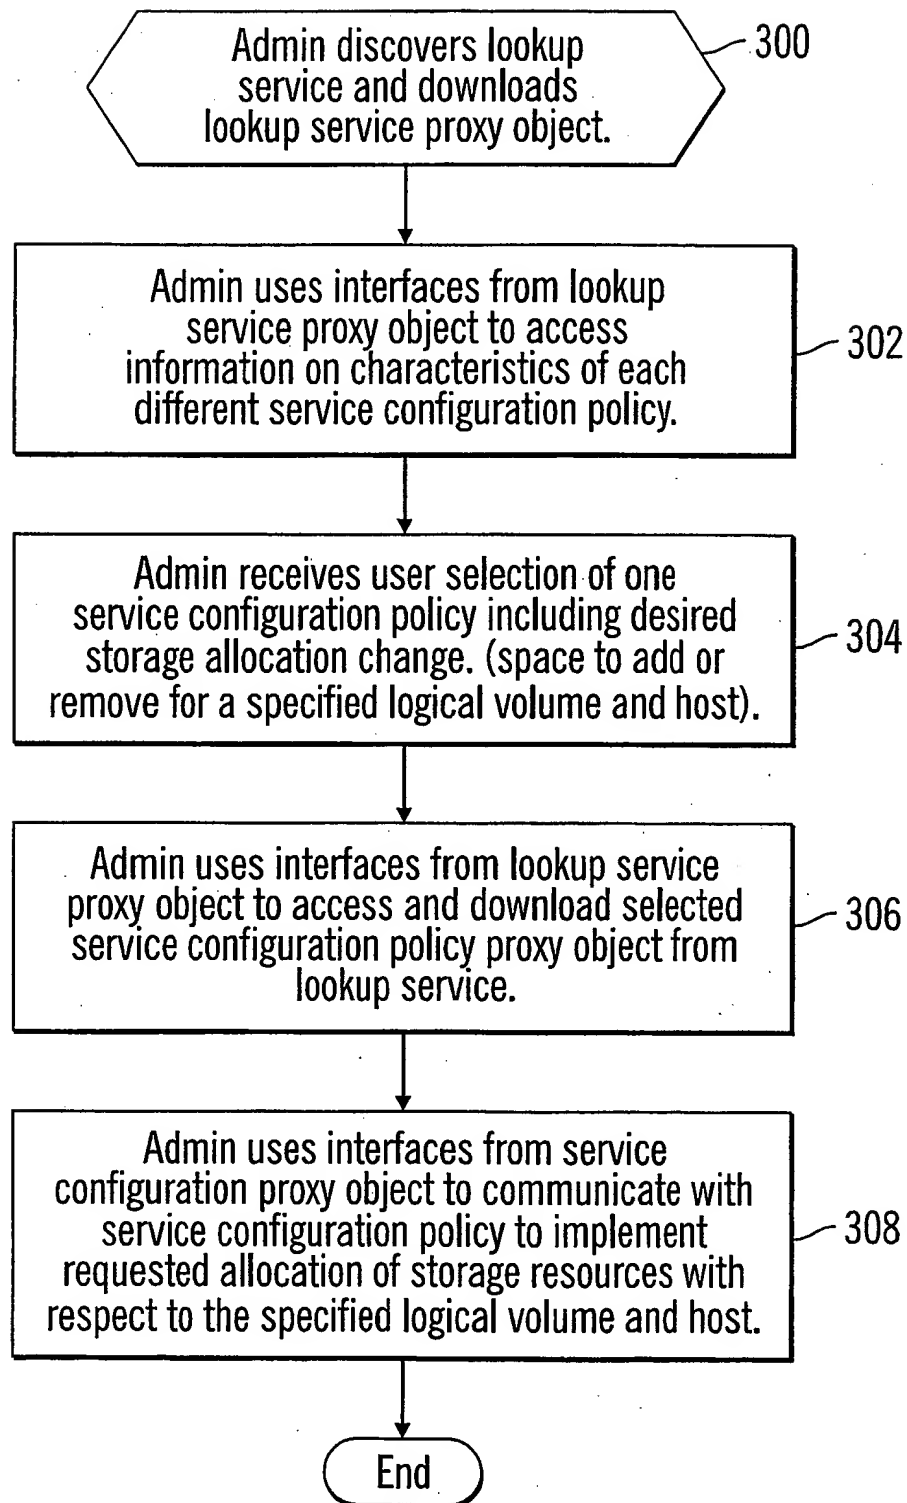 Admin discovers lookup
service and downloads
lookup service proxy object.
300
Admin uses interfaces from lookup
service proxy object to access
information on characteristics of each
different service configuration policy.
302
Admin receives user selection of one
service configuration policy including desired
storage allocation change. (space to add or
remove for a specified logical volume and host).
304
Admin uses interfaces from lookup service
proxy object to access and download selected
service configuration policy proxy object from
lookup service.
306
Admin uses interfaces from service
configuration proxy object to communicate with
service configuration policy to implement
requested allocation of storage resources with
respect to the specified logical volume and host.
308
End